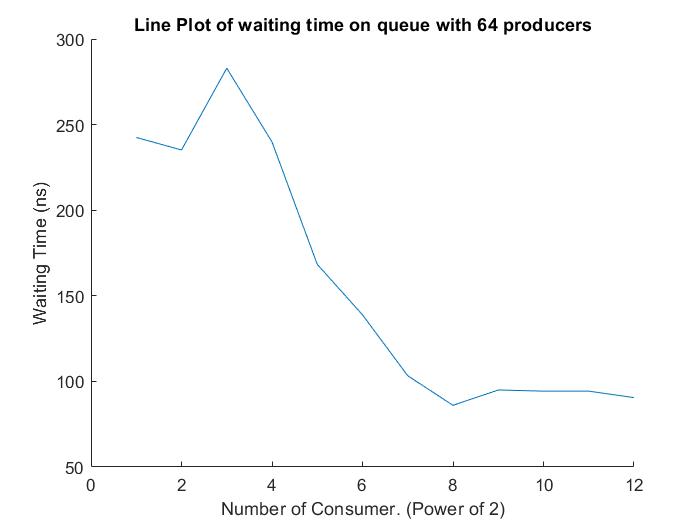 Line Plot of waiting time on queue with 64 producers
300
250
200
150
100
50
Waiting Time (ns)
0 2 4 6 8 10 12
Number of Consumer. (Power of 2)